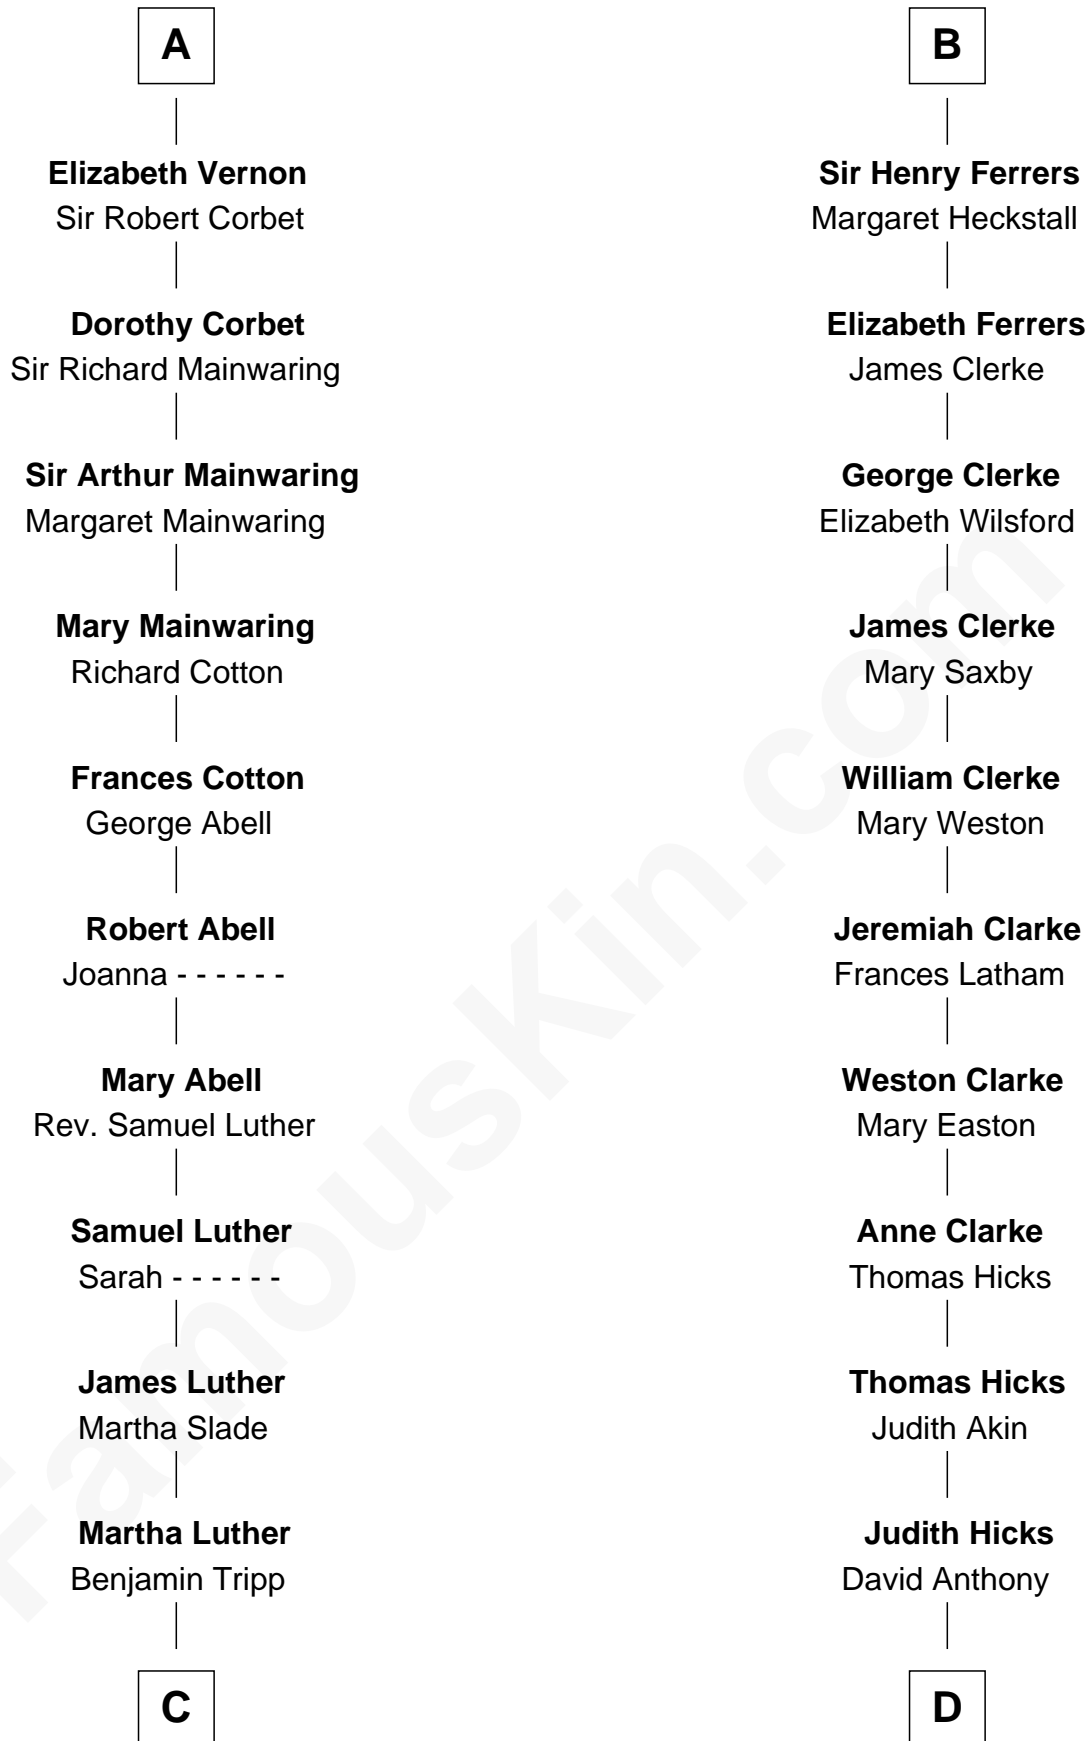 A
Elizabeth Vernon
Sir Robert Corbet
Dorothy Corbet
Sir Richard Mainwaring
Sir Arthur Mainwaring
Margaret Mainwaring
Mary Mainwaring
Richard Cotton
Frances Cotton
George Abell
Robert Abell
Joanna - - - - - -
Mary Abell
Rev. Samuel Luther
Samuel Luther
Sarah - - - - - -
James Luther
Martha Slade
Martha Luther
Benjamin Tripp
C
B
Sir Henry Ferrers
Margaret Heckstall
Elizabeth Ferrers
James Clerke
George Clerke
Elizabeth Wilsford
James Clerke
Mary Saxby
William Clerke
Mary Weston
Jeremiah Clarke
Frances Latham
Weston Clarke
Mary Easton
Anne Clarke
Thomas Hicks
Thomas Hicks
Judith Akin
Judith Hicks
David Anthony
D
FamousKin.com